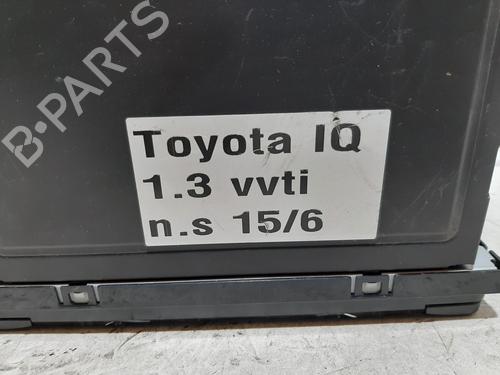 B-PARTS
Toyota IQ
1.3 vvti
n.s 15/6